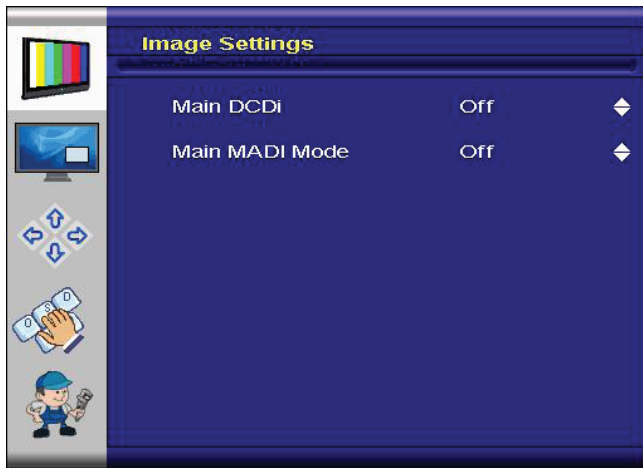 Image Settings
Main DCDi Off
Main MADI Mode Off
O S D